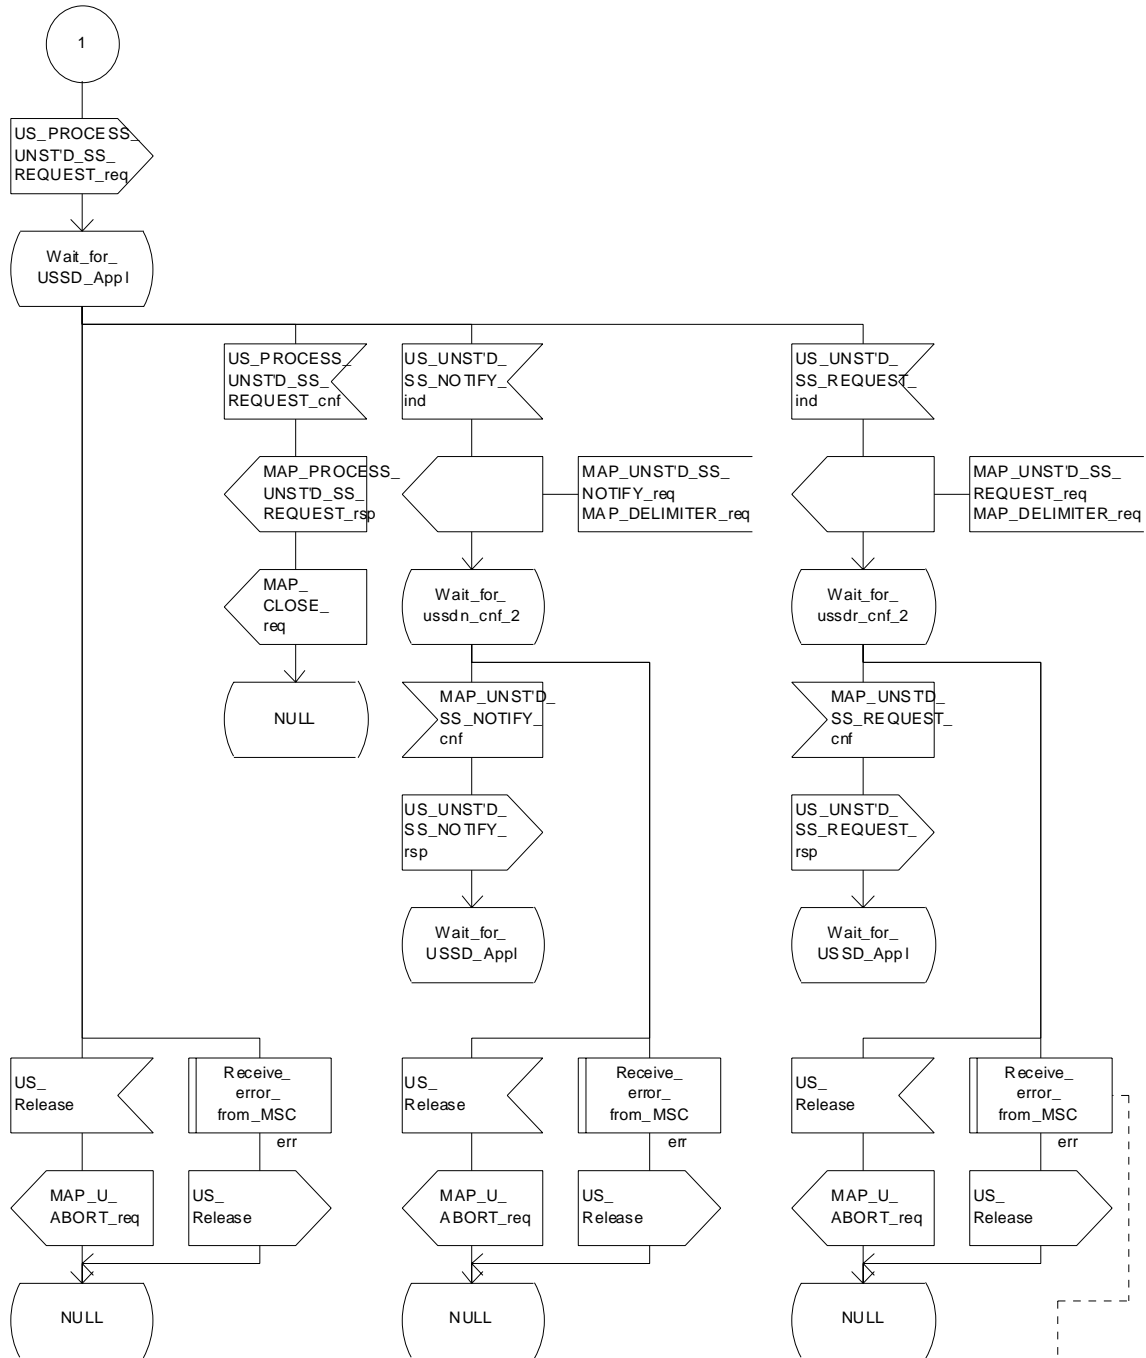 1
US_PROCESS_
UNST'D_SS_
REQUEST_req
Wait_for_
USSD_Appl
US_PROCESS_
UNST'D_SS_
REQUEST_cnf
US_UNST'D_
SS_NOTIFY_
ind
US_UNST'D_
SS_REQUEST_
ind
MAP_PROCESS_
UNST'D_SS_
REQUEST_rsp
MAP_UNST'D_SS_
NOTIFY_req
MAP_DELIMITER_req
MAP_UNST'D_SS_
REQUEST_req
MAP_DELIMITER_req
MAP_
CLOSE_
req
Wait_for_
ussdn_cnf_2
Wait_for_
ussdr_cnf_2
NULL
MAP_UNST'D_
SS_NOTIFY_
cnf
MAP_UNST'D_
SS_REQUEST_
cnf
US_UNST'D_
SS_NOTIFY_
rsp
US_UNST'D_
SS_REQUEST_
rsp
Wait_for_
USSD_Appl
Wait_for_
USSD_Appl
US_
Release
Receive_
error_
from_MSC
err
US_
Release
Receive_
error_
from_MSC
err
US_
Release
Receive_
error_
from_MSC
err
MAP_U_
ABORT_req
US_
Release
MAP_U_
ABORT_req
US_
Release
MAP_U_
ABORT_req
US_
Release
NULL
NULL
NULL